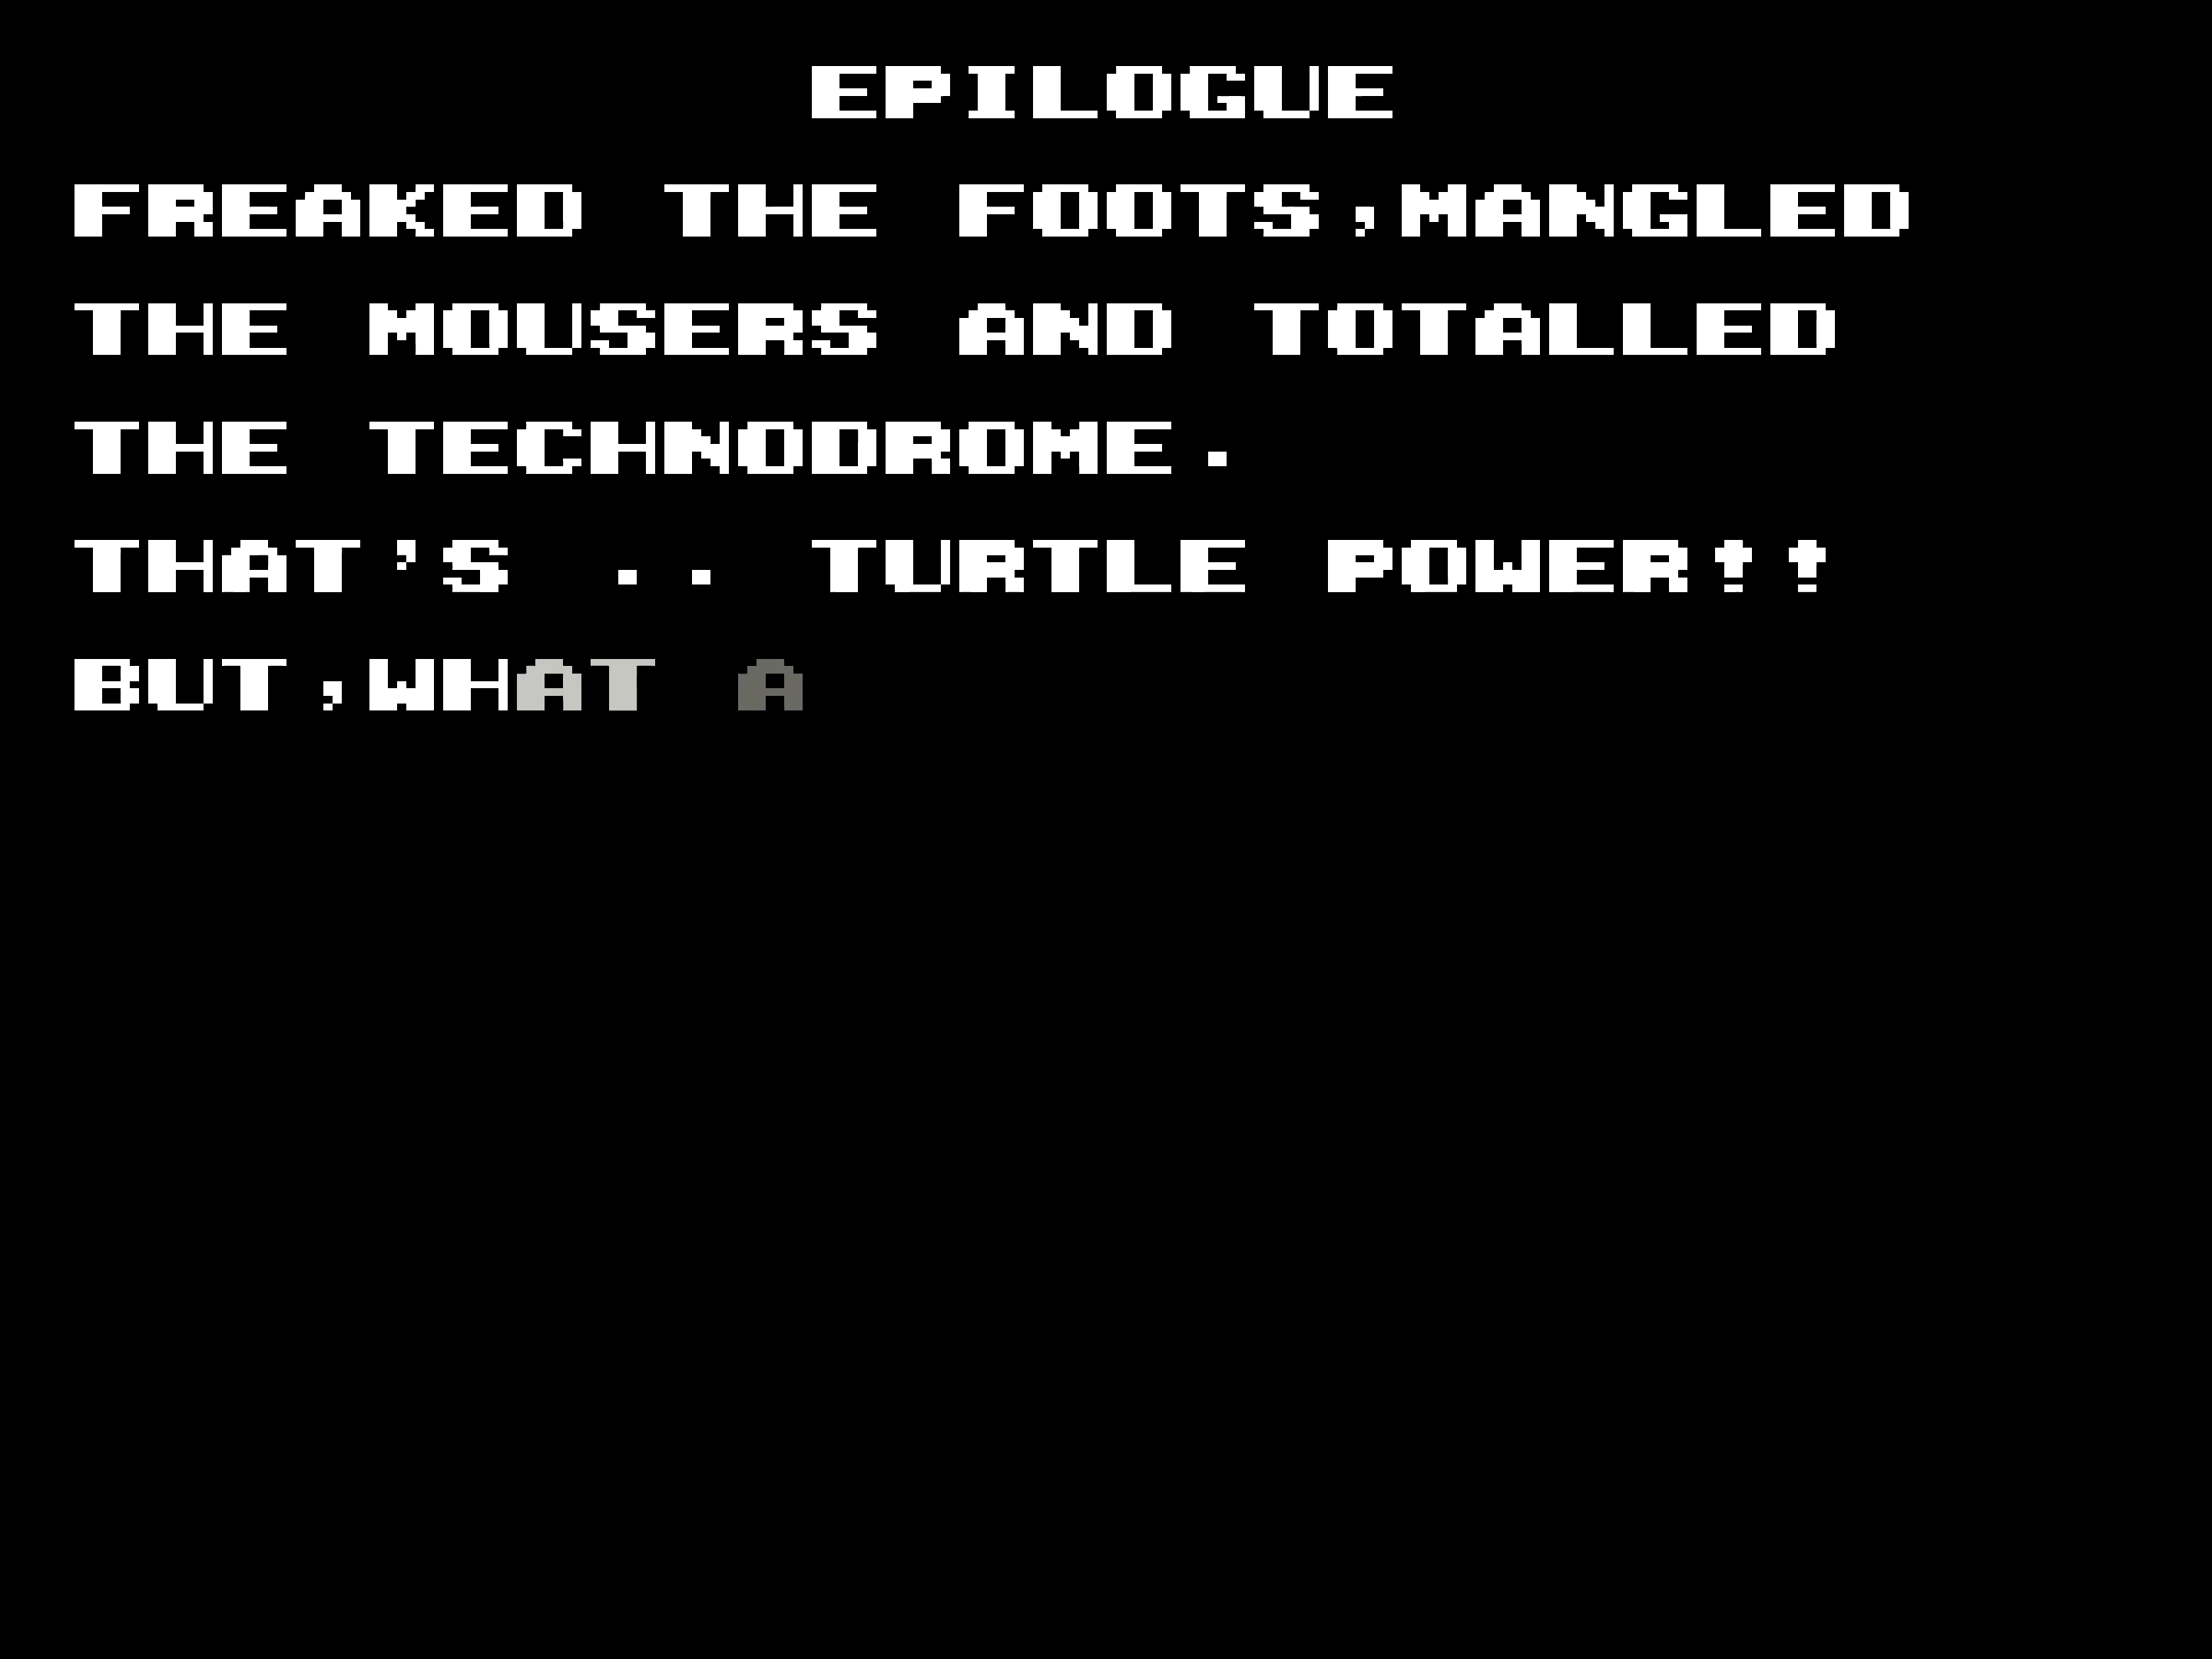 EPILOGUE
FREAKED THE FOOTS,MANGLED
THE MOUSERS AND TOTALLED
THE TECHNODROME.
THAT'S .. TURTLE POWER!!
BUT,WHAT A